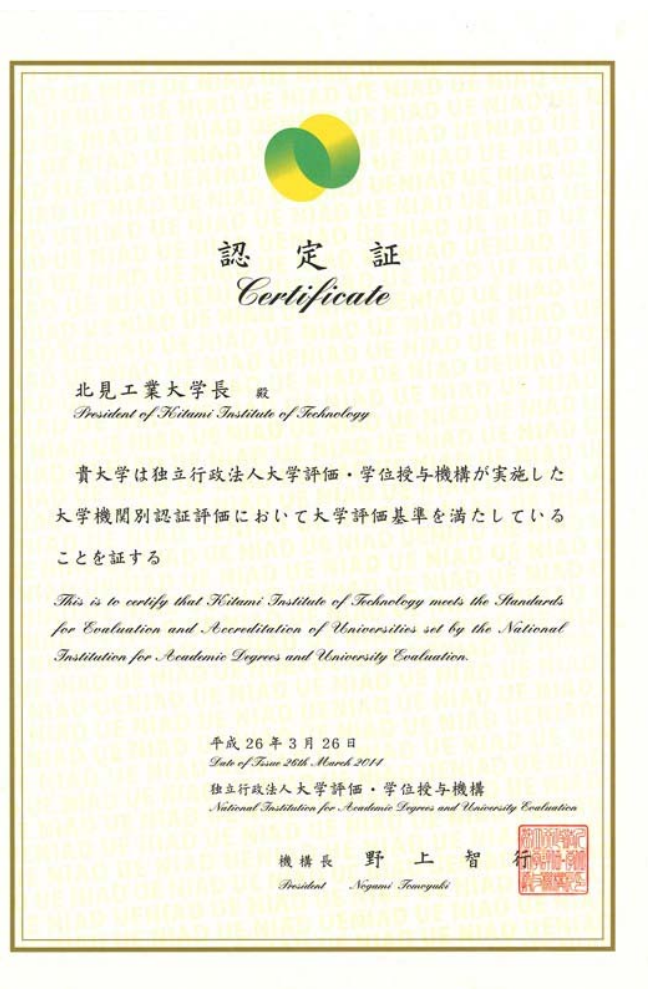 認定証
Certificate
北見工業大学長 殿
President of Kitami Institute of Technology
貴大学は独立行政法人大学評価・学位授与機構が実施した
大学機関別認証評価において大学評価基準を満たしている
ことを証する
This is to certify that Kitami Institute of Technology meets the Standards
for Evaluation and Accreditation of Universities set by the National
Institution for Academic Degrees and University Evaluation.
平成26年3月26日
Date of Issue 26th March 2014
独立行政法人大学評価・学位授与機構
National Institution for Academic Degrees and University Evaluation
機構長 野上智行
President Nogami Tomoyuki